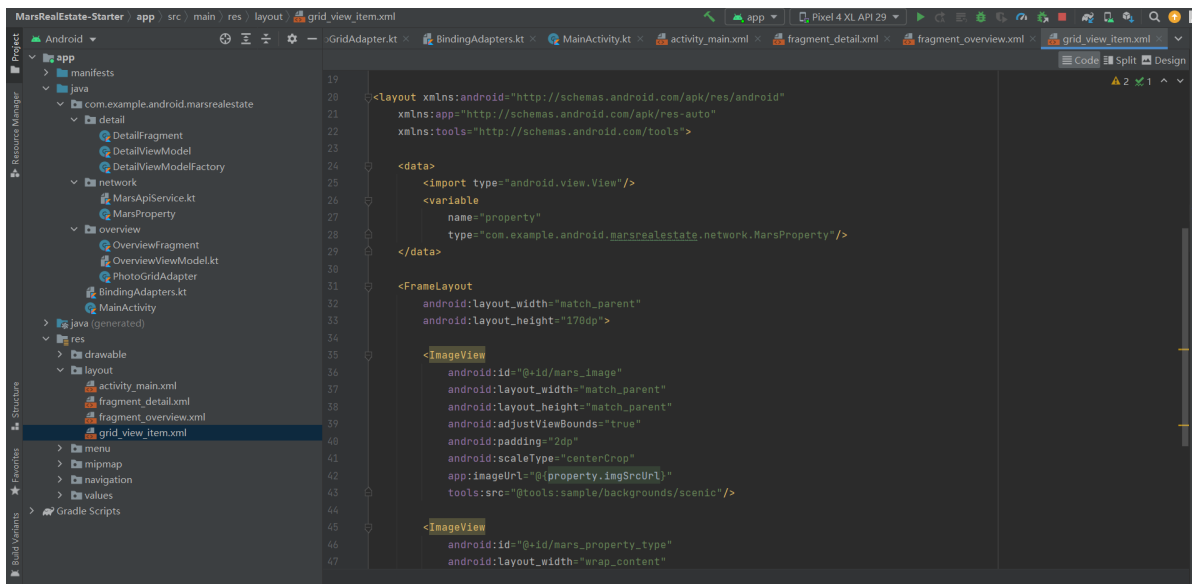 MarsRealEstate-Starter › app › src › main › res › layout › grid_view_item.xml
app
Pixel 4 XL API 29
Android
GridAdapter.kt
BindingAdapters.kt
MainActivity.kt
activity_main.xml
fragment_detail.xml
fragment_overview.xml
grid_view_item.xml
Code
Split
Design
2
1
Project
Resource Manager
Structure
Favorites
Build Variants
app
manifests
java
com.example.android.marsrealestate
detail
DetailFragment
DetailViewModel
DetailViewModelFactory
network
MarsApiService.kt
MarsProperty
overview
OverviewFragment
OverviewViewModel.kt
PhotoGridAdapter
BindingAdapters.kt
MainActivity
java (generated)
res
drawable
layout
activity_main.xml
fragment_detail.xml
fragment_overview.xml
grid_view_item.xml
menu
mipmap
navigation
values
Gradle Scripts
19
20 <layout xmlns:android="http://schemas.android.com/apk/res/android"
21 xmlns:app="http://schemas.android.com/apk/res-auto"
22 xmlns:tools="http://schemas.android.com/tools">
23
24 <data>
25 <import type="android.view.View"/>
26 <variable
27 name="property"
28 type="com.example.android.marsrealestate.network.MarsProperty"/>
29 </data>
30
31 <FrameLayout
32 android:layout_width="match_parent"
33 android:layout_height="170dp">
34
35 <ImageView
36 android:id="@+id/mars_image"
37 android:layout_width="match_parent"
38 android:layout_height="match_parent"
39 android:adjustViewBounds="true"
40 android:padding="2dp"
41 android:scaleType="centerCrop"
42 app:imageUrl="@{property.imgSrcUrl}"
43 tools:src="@tools:sample/backgrounds/scenic"/>
44
45 <ImageView
46 android:id="@+id/mars_property_type"
47 android:layout_width="wrap_content"